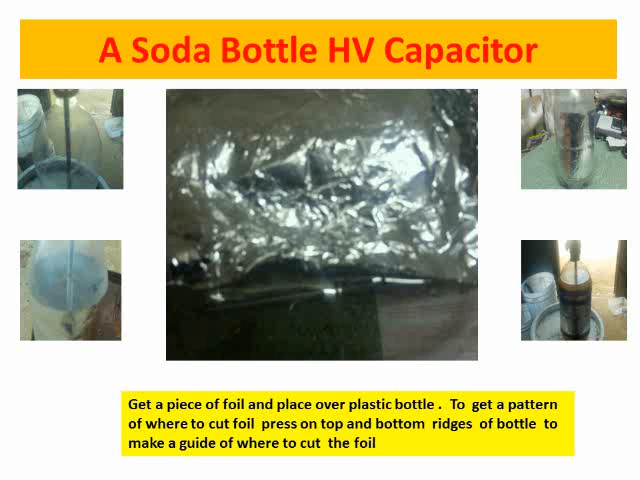 A Soda Bottle HV Capacitor
Get a piece of foil and place over plastic bottle . To get a pattern
of where to cut foil press on top and bottom ridges of bottle to
make a guide of where to cut the foil